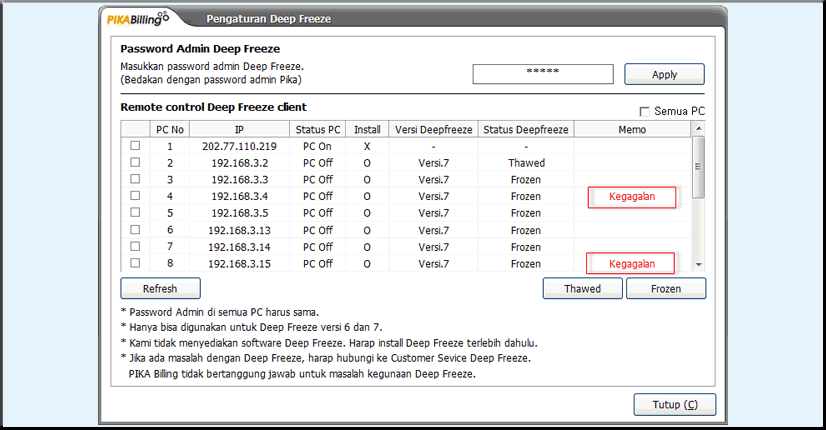 PIKABilling Pengaturan Deep Freeze
Password Admin Deep Freeze
Masukkan password admin Deep Freeze.
(Bedakan dengan password admin Pika)
***** Apply
Remote control Deep Freeze client
Semua PC
PC No IP Status PC Install Versi Deepfreeze Status Deepfreeze Memo
1 202.77.110.219 PC On X - -
2 192.168.3.2 PC Off O Versi.7 Thawed
3 192.168.3.3 PC Off O Versi.7 Frozen
4 192.168.3.4 PC Off O Versi.7 Frozen Kegagalan
5 192.168.3.5 PC Off O Versi.7 Frozen
6 192.168.3.13 PC Off O Versi.7 Frozen
7 192.168.3.14 PC Off O Versi.7 Frozen
8 192.168.3.15 PC Off O Versi.7 Frozen Kegagalan
Refresh Thawed Frozen
* Password Admin di semua PC harus sama.
* Hanya bisa digunakan untuk Deep Freeze versi 6 dan 7.
* Kami tidak menyediakan software Deep Freeze. Harap install Deep Freeze terlebih dahulu.
* Jika ada masalah dengan Deep Freeze, harap hubungi ke Customer Sevice Deep Freeze.
PIKA Billing tidak bertanggung jawab untuk masalah kegunaan Deep Freeze.
Tutup (C)